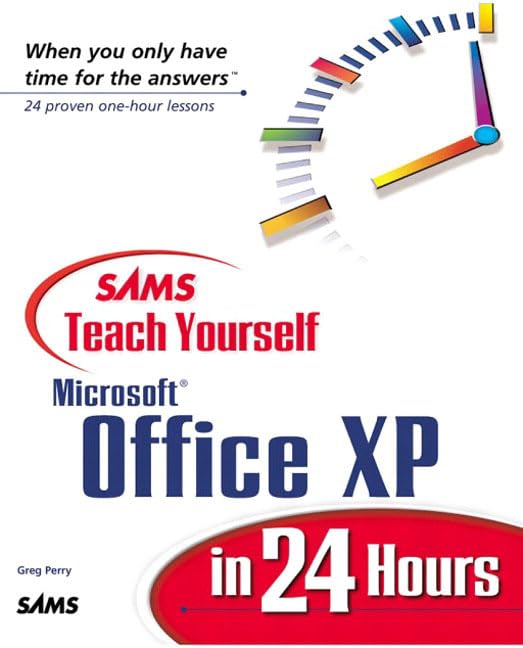 When you only have
time for the answers™
24 proven one-hour lessons
SAMS
Teach Yourself
Microsoft®
Office XP
in 24 Hours
Greg Perry
SAMS